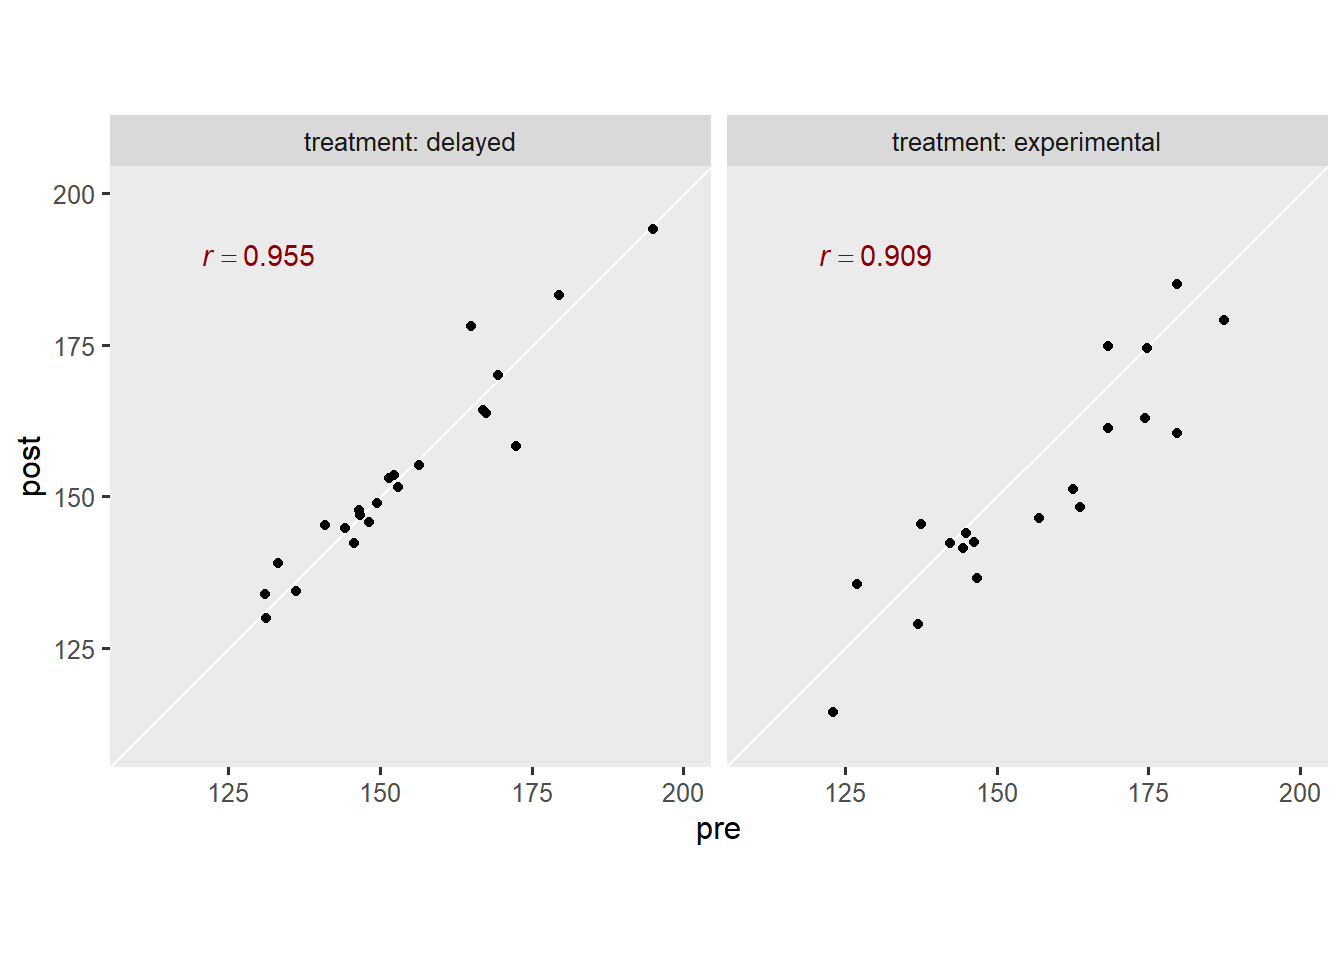 treatment: delayed
treatment: experimental
r = 0.955
r = 0.909
200
175
150
125
post
125 150 175 200
125 150 175 200
pre